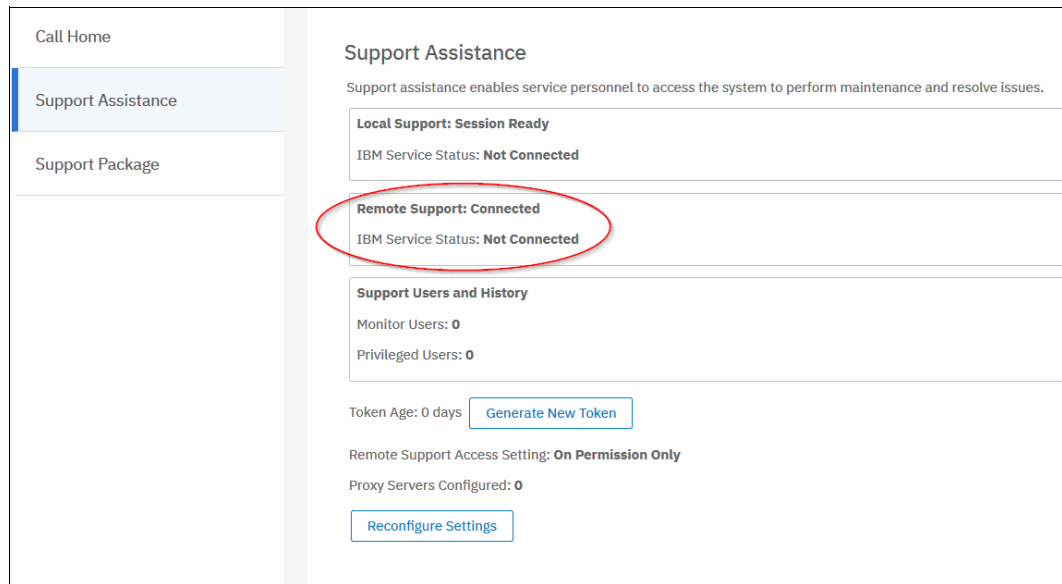 Call Home
Support Assistance
Support Package
Support Assistance
Support assistance enables service personnel to access the system to perform maintenance and resolve issues.
Local Support: Session Ready
IBM Service Status: Not Connected
Remote Support: Connected
IBM Service Status: Not Connected
Support Users and History
Monitor Users: 0
Privileged Users: 0
Token Age: 0 days Generate New Token
Remote Support Access Setting: On Permission Only
Proxy Servers Configured: 0
Reconfigure Settings